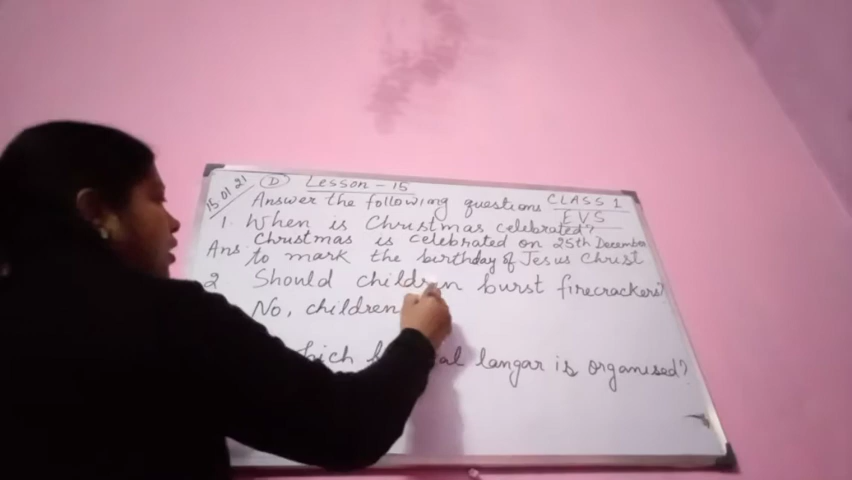 15.01.21 D Lesson - 15
Answer the following questions CLASS 1
EVS
1. When is Christmas celebrated?
Ans Christmas is celebrated on 25th December
to mark the birthday of Jesus Christ
2 Should children burst firecrackers?
No, children
langar is organised?